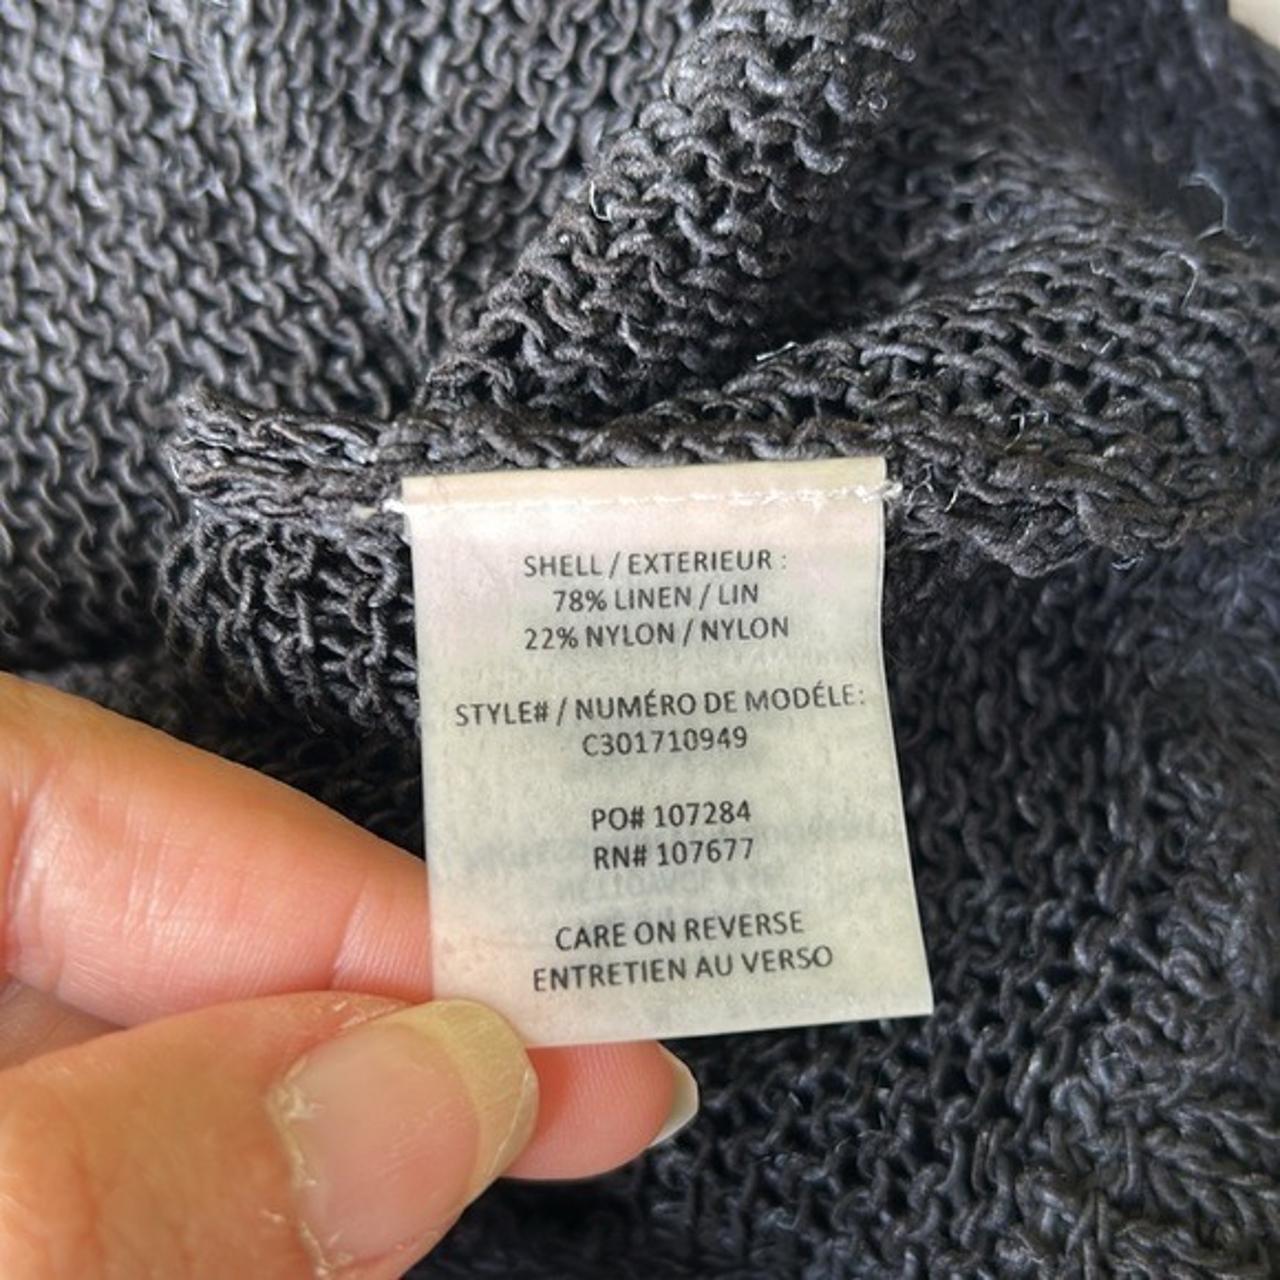 SHELL / EXTERIEUR :
78% LINEN / LIN
22% NYLON / NYLON
STYLE# / NUMÉRO DE MODÉLE:
C301710949
PO# 107284
RN# 107677
CARE ON REVERSE
ENTRETIEN AU VERSO